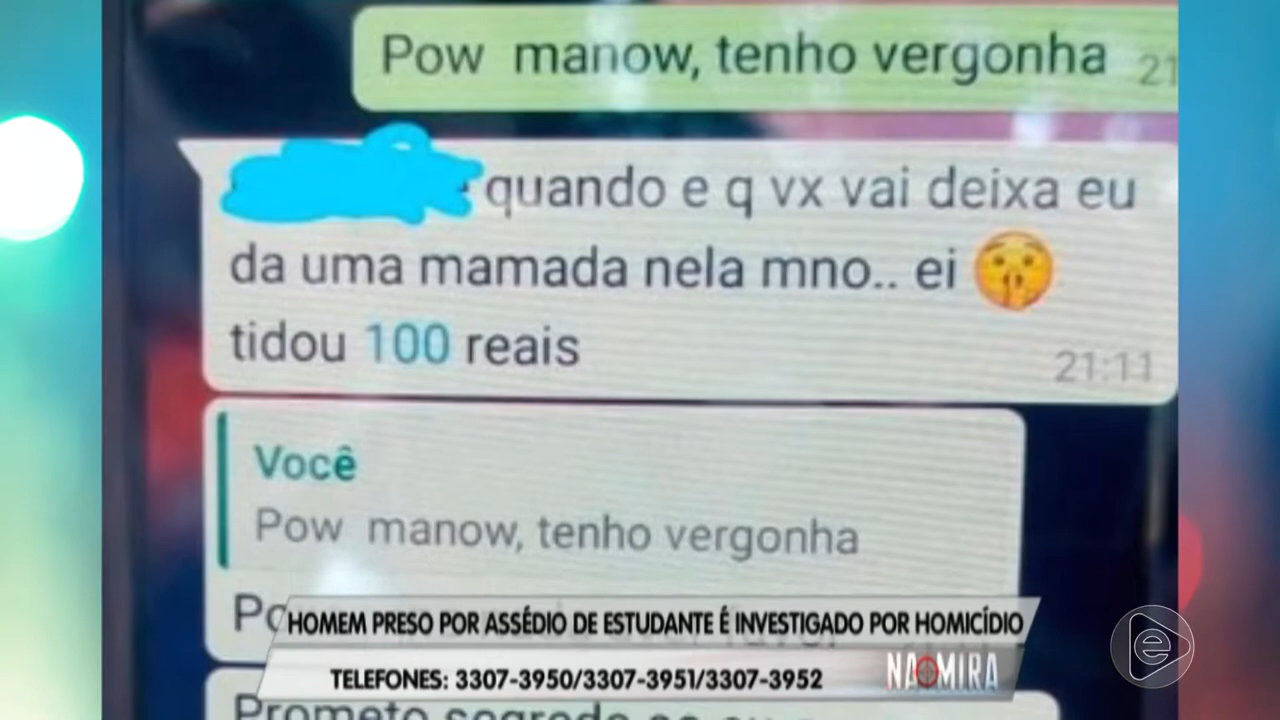 Pow manow, tenho vergonha 21
quando e q vx vai deixa eu
da uma mamada nela mno.. ei
tidou 100 reais
21:11
Você
Pow manow, tenho vergonha
HOMEM PRESO POR ASSÉDIO DE ESTUDANTE É INVESTIGADO POR HOMICÍDIO
TELEFONES: 3307-3950/3307-3951/3307-3952
NA MIRA
e
Prometo segredo